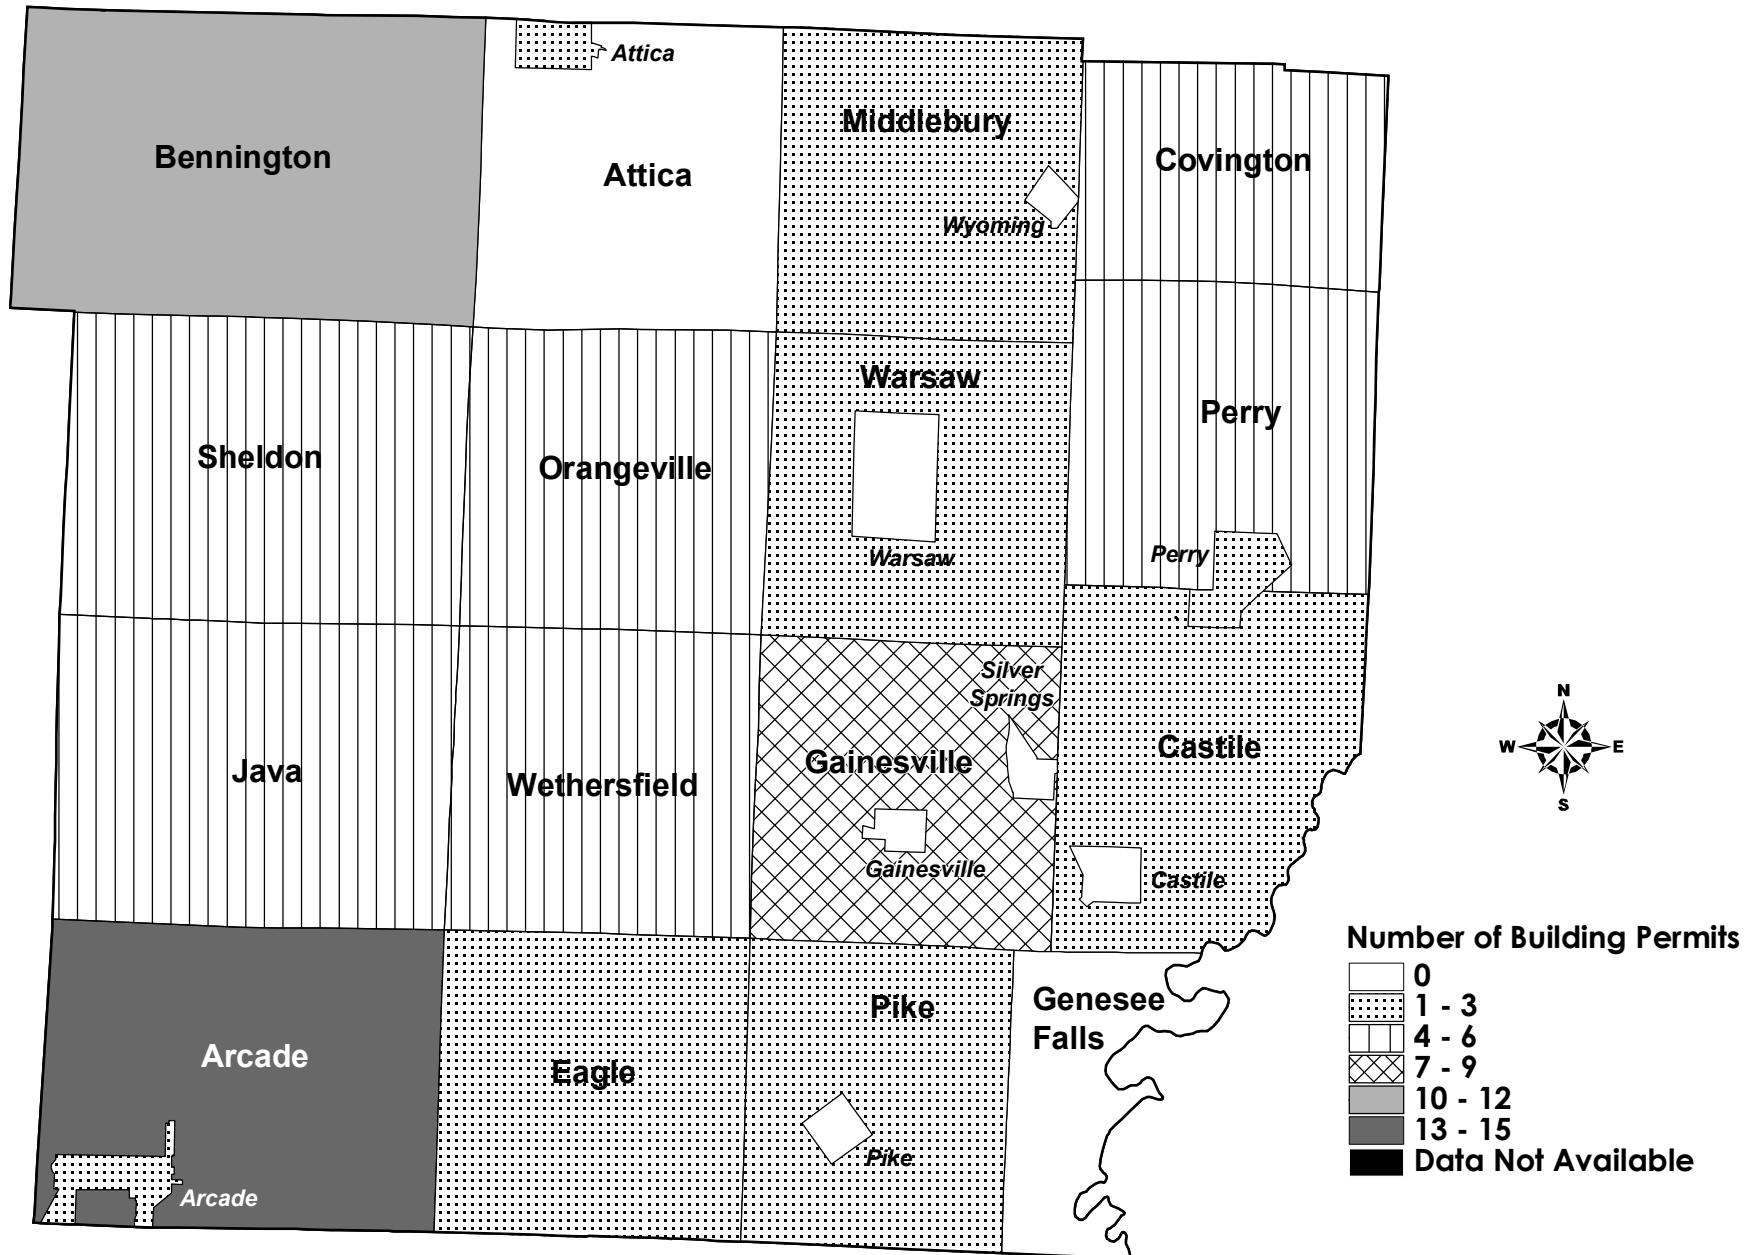 Attica
Middlebury
Bennington
Attica
Covington
Wyoming
Warsaw
Perry
Sheldon
Orangeville
Perry
Warsaw
Silver
Springs
Java
Wethersfield
Gainesville
Castile
Gainesville
Castile
N
W
E
S
Number of Building Permits
0
1 - 3
4 - 6
7 - 9
10 - 12
13 - 15
Data Not Available
Pike
Genesee
Falls
Arcade
Eagle
Pike
Arcade